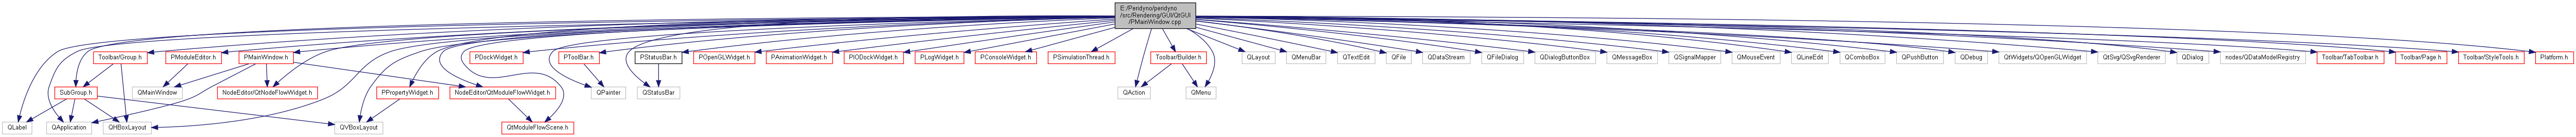 E:/Peridyno/peridyno
/src/Rendering/GUI/QtGUI
/PMainWindow.cpp
Toolbar/Group.h
PModuleEditor.h
PMainWindow.h
PDockWidget.h
PToolBar.h
PStatusBar.h
POpenGLWidget.h
PAnimationWidget.h
PIODockWidget.h
PLogWidget.h
PConsoleWidget.h
PSimulationThread.h
Toolbar/Builder.h
QLayout
QMenuBar
QTextEdit
QFile
QDataStream
QFileDialog
QDialogButtonBox
QMessageBox
QSignalMapper
QMouseEvent
QLineEdit
QComboBox
QPushButton
QDebug
QtWidgets/QOpenGLWidget
QtSvg/QSvgRenderer
QDialog
nodes/QDataModelRegistry
Toolbar/TabToolbar.h
Toolbar/Page.h
Toolbar/StyleTools.h
Platform.h
SubGroup.h
QMainWindow
NodeEditor/QtNodeFlowWidget.h
PPropertyWidget.h
NodeEditor/QtModuleFlowWidget.h
QPainter
QStatusBar
QAction
QMenu
QLabel
QApplication
QHBoxLayout
QVBoxLayout
QtModuleFlowScene.h